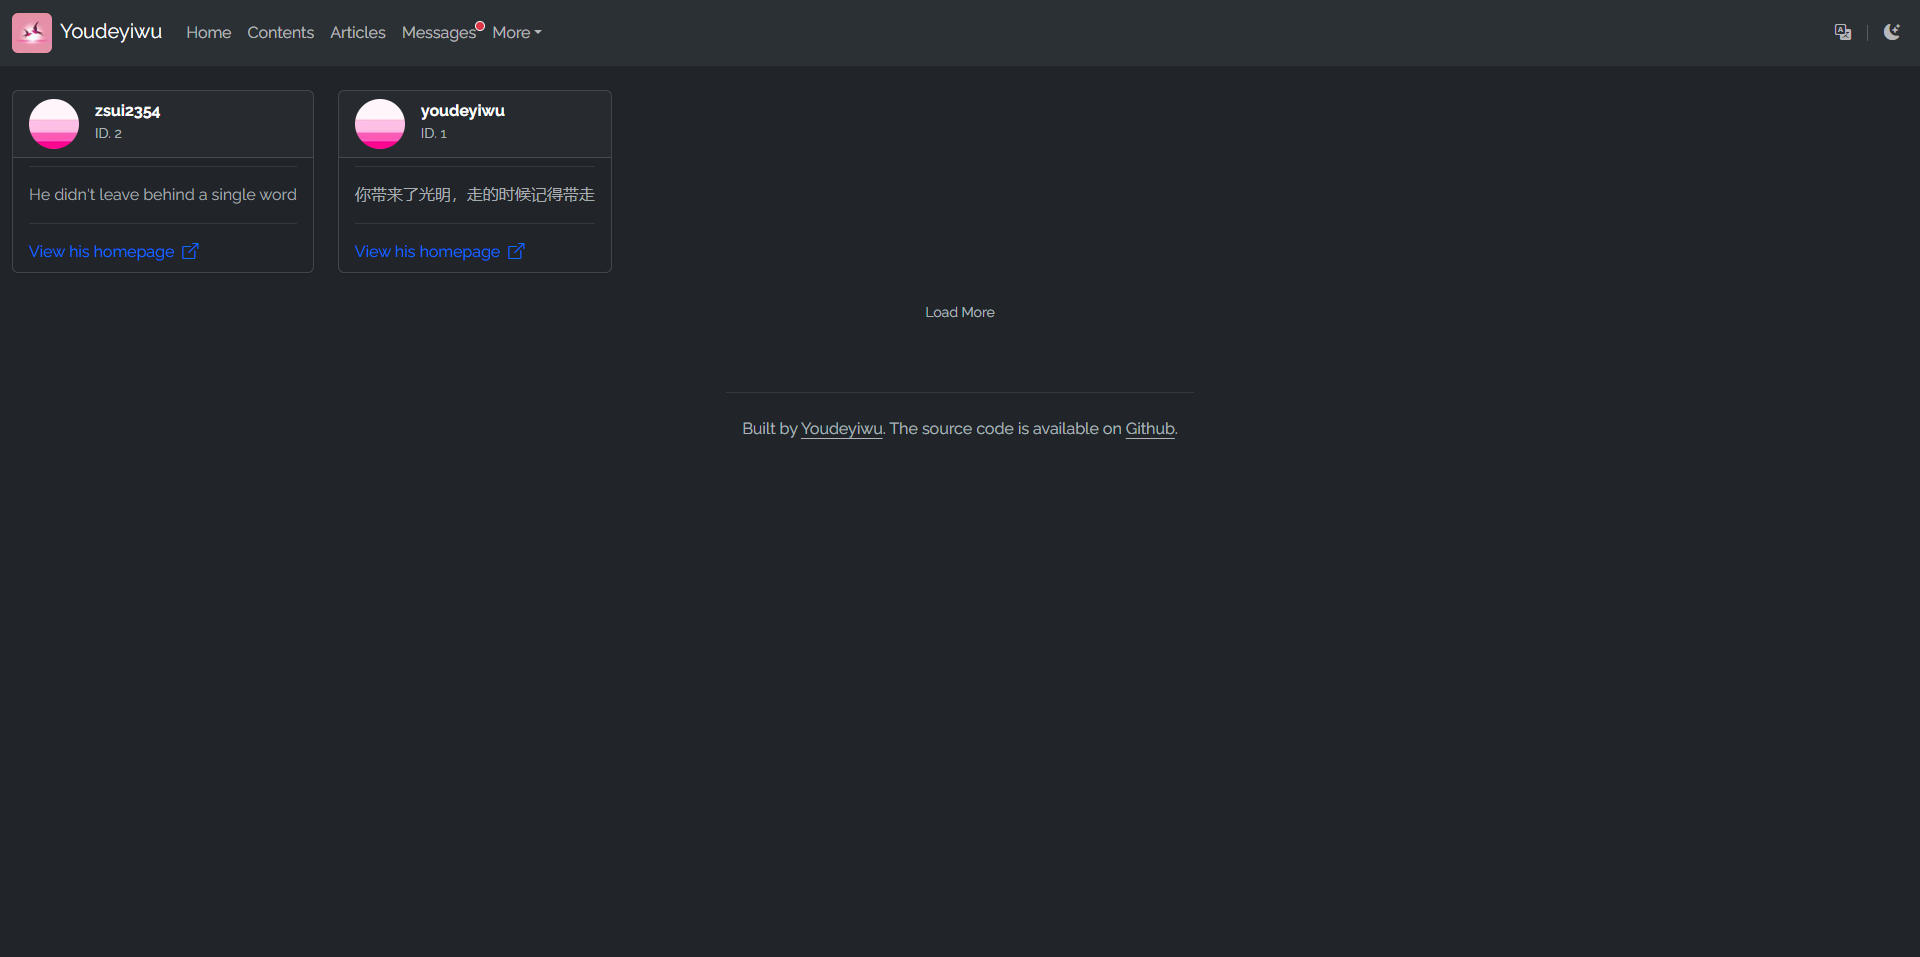 Youdeyiwu Home Contents Articles Messages More
zsui2354
ID. 2
He didn't leave behind a single word
View his homepage
youdeyiwu
ID. 1
你带来了光明，走的时候记得带走
View his homepage
Load More
Built by Youdeyiwu. The source code is available on Github.